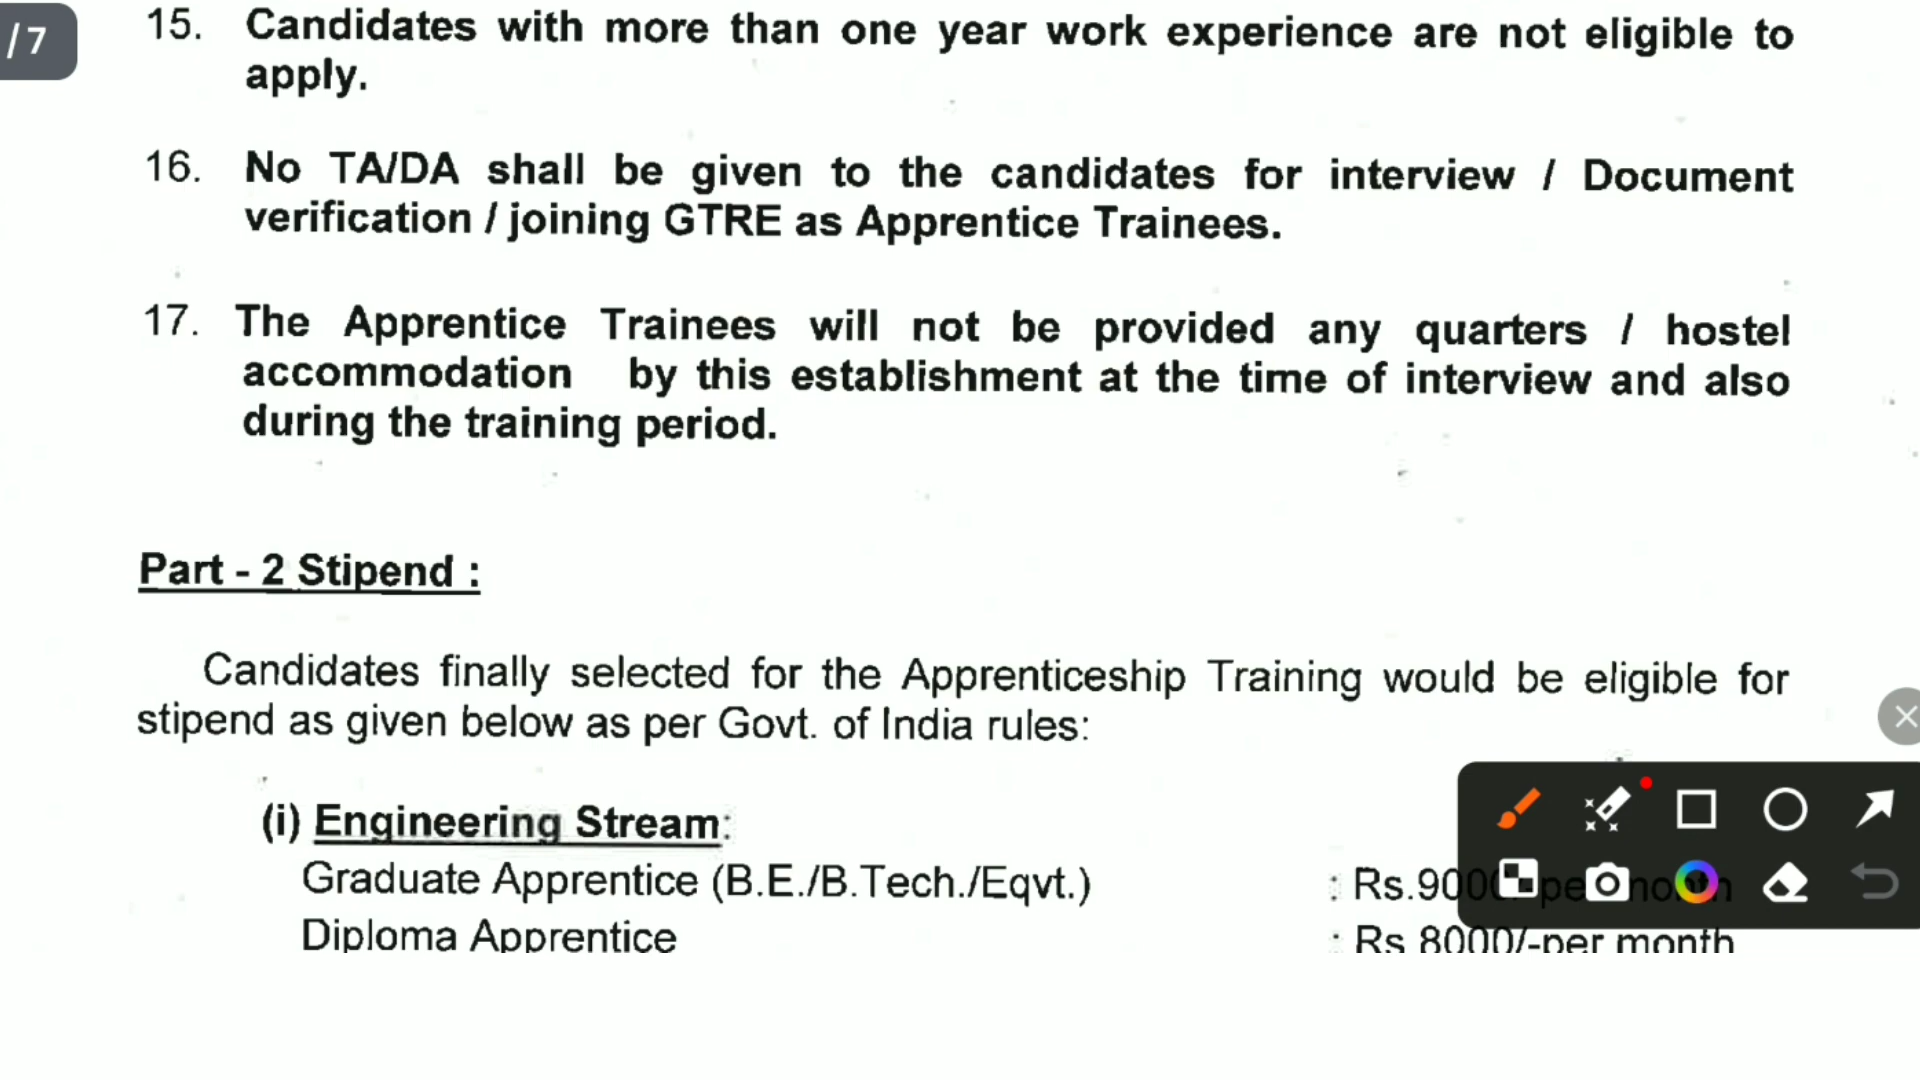 /7
15. Candidates with more than one year work experience are not eligible to
apply.
16. No TA/DA shall be given to the candidates for interview / Document
verification / joining GTRE as Apprentice Trainees.
17. The Apprentice Trainees will not be provided any quarters / hostel
accommodation by this establishment at the time of interview and also
during the training period.
Part - 2 Stipend :
Candidates finally selected for the Apprenticeship Training would be eligible for
stipend as given below as per Govt. of India rules:
(i) Engineering Stream:
Graduate Apprentice (B.E./B.Tech./Eqvt.) : Rs.9000/- per month
Diploma Apprentice : Rs 8000/-per month